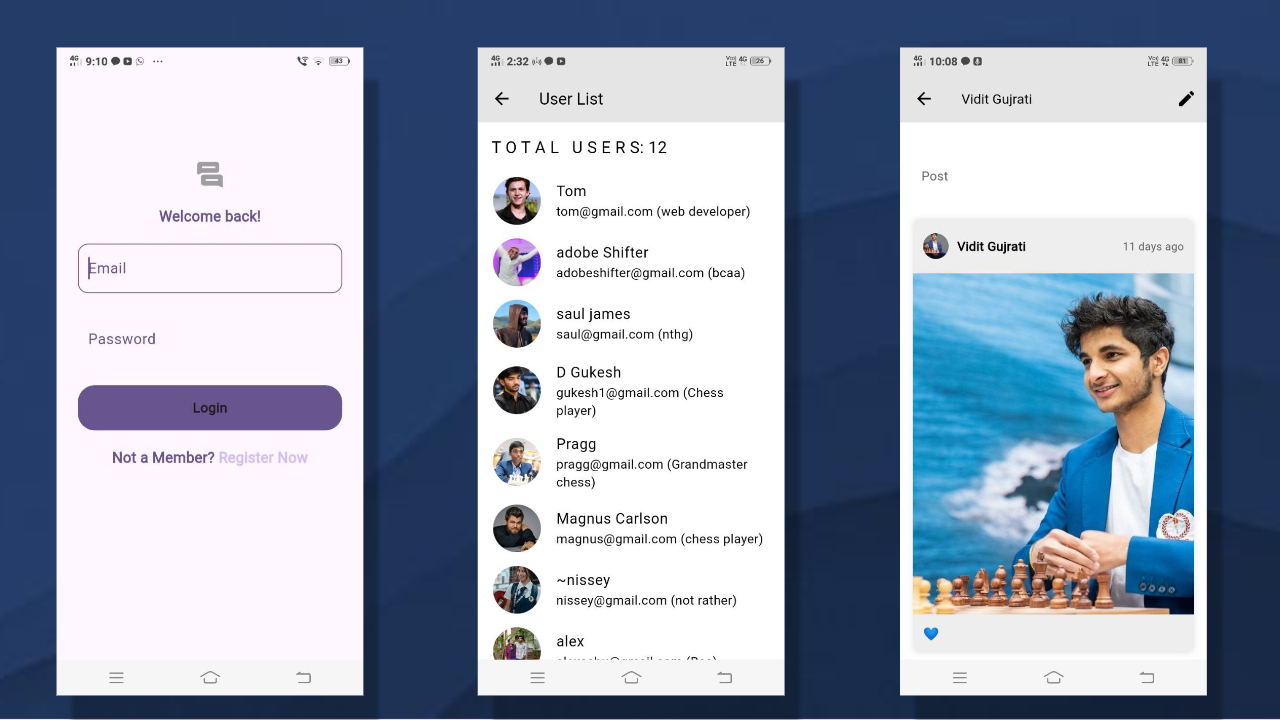 4G 9:10 ... 43
Welcome back!
Email
Password
Login
Not a Member? Register Now
4G 2:32 Vo) LTE 4G 26
User List
TOTAL USERS: 12
Tom
tom@gmail.com (web developer)
adobe Shifter
adobeshifter@gmail.com (bcaa)
saul james
saul@gmail.com (nthg)
D Gukesh
gukesh1@gmail.com (Chess
player)
Pragg
pragg@gmail.com (Grandmaster
chess)
Magnus Carlson
magnus@gmail.com (chess player)
~nissey
nissey@gmail.com (not rather)
alex
4G 10:08 Vo) LTE 4G 81
Vidit Gujrati
Post
Vidit Gujrati 11 days ago